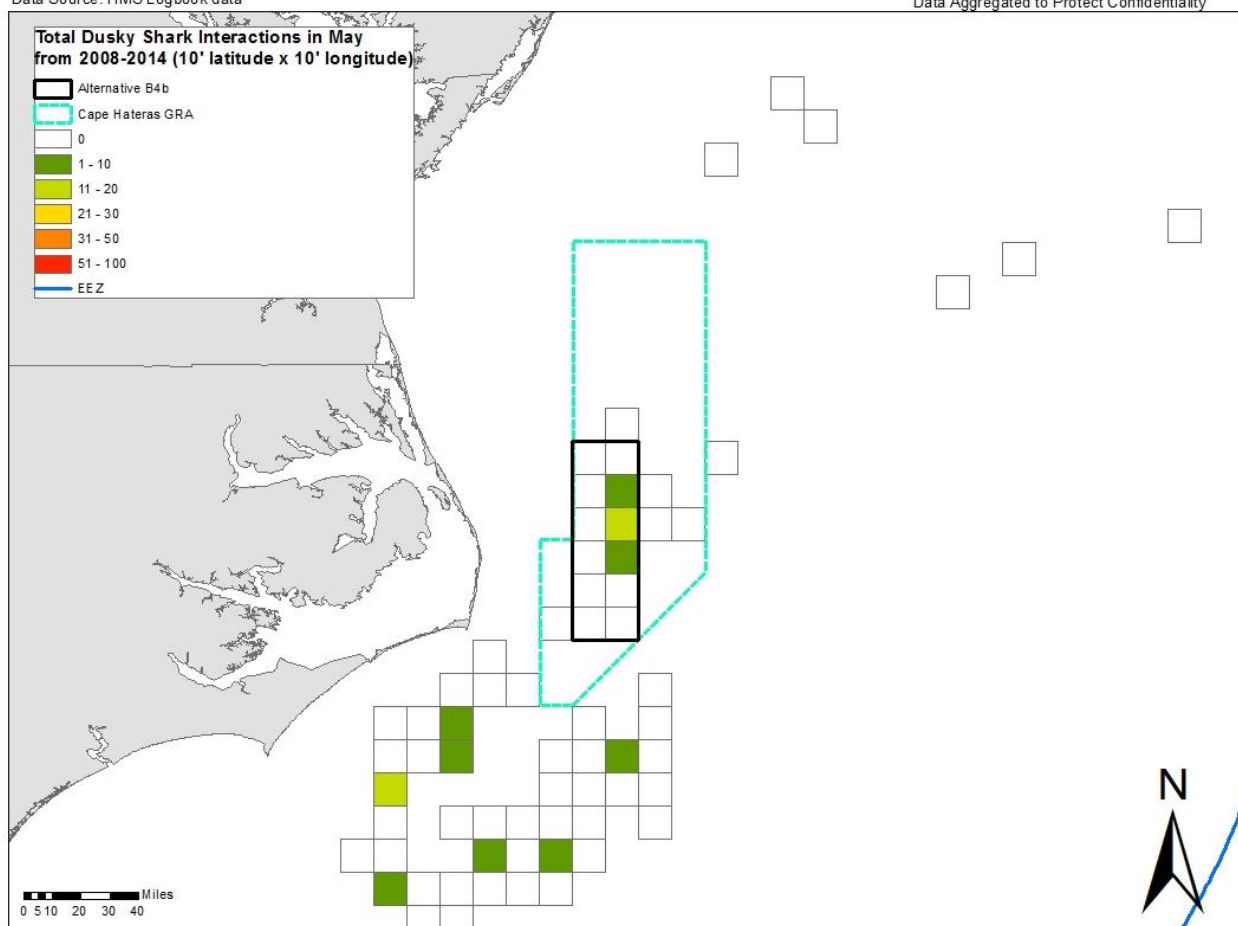 Data Source: HMS Logbook data
Data Aggregated to Protect Confidentiality
Total Dusky Shark Interactions in May
from 2008-2014 (10' latitude x 10' longitude)
Alternative B4b
Cape Hateras GRA
0
1 - 10
11 - 20
21 - 30
31 - 50
51 - 100
EEZ
N
Miles
0 5 10 20 30 40